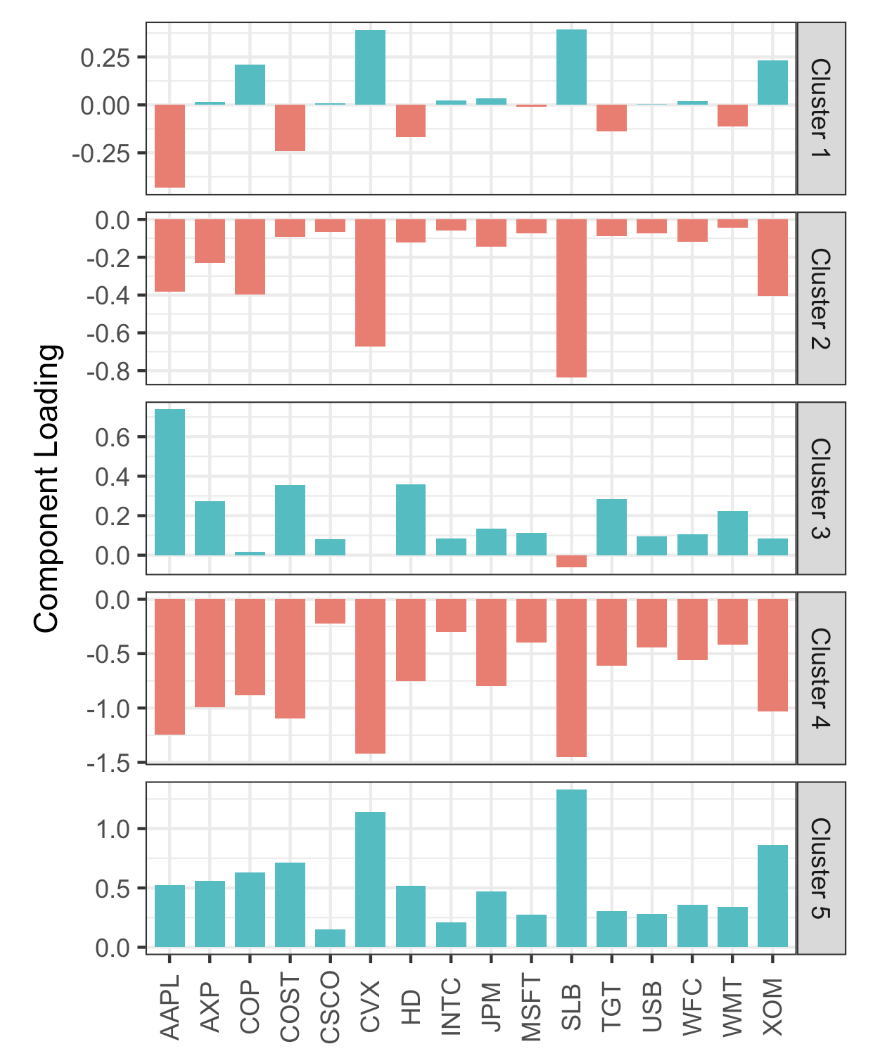 0.25
0.00
-0.25
Cluster 1
0.0
-0.2
-0.4
-0.6
-0.8
Cluster 2
0.6
0.4
0.2
0.0
Cluster 3
0.0
-0.5
-1.0
-1.5
Cluster 4
1.0
0.5
0.0
Cluster 5
Component Loading
AAPL
AXP
COP
COST
CSCO
CVX
HD
INTC
JPM
MSFT
SLB
TGT
USB
WFC
WMT
XOM